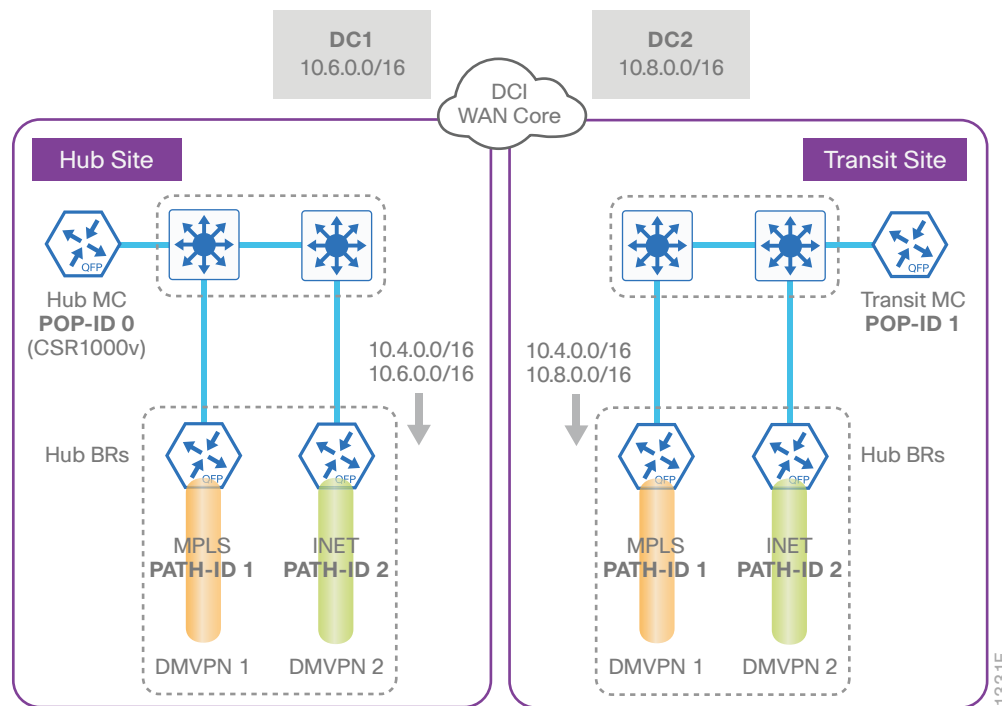 DC1
10.6.0.0/16
DC2
10.8.0.0/16
DCI
WAN Core
Hub Site
Transit Site
QFP
Hub MC
POP-ID 0
(CSR1000v)
QFP
Transit MC
POP-ID 1
10.4.0.0/16
10.6.0.0/16
10.4.0.0/16
10.8.0.0/16
Hub BRs
QFP
QFP
QFP
QFP
Hub BRs
MPLS
PATH-ID 1
INET
PATH-ID 2
MPLS
PATH-ID 1
INET
PATH-ID 2
DMVPN 1
DMVPN 2
DMVPN 1
DMVPN 2